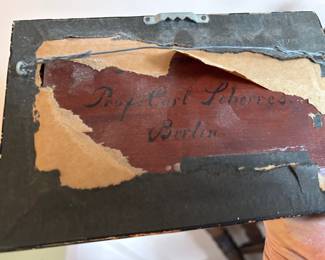 Prof. Carl Scherres.
Berlin.